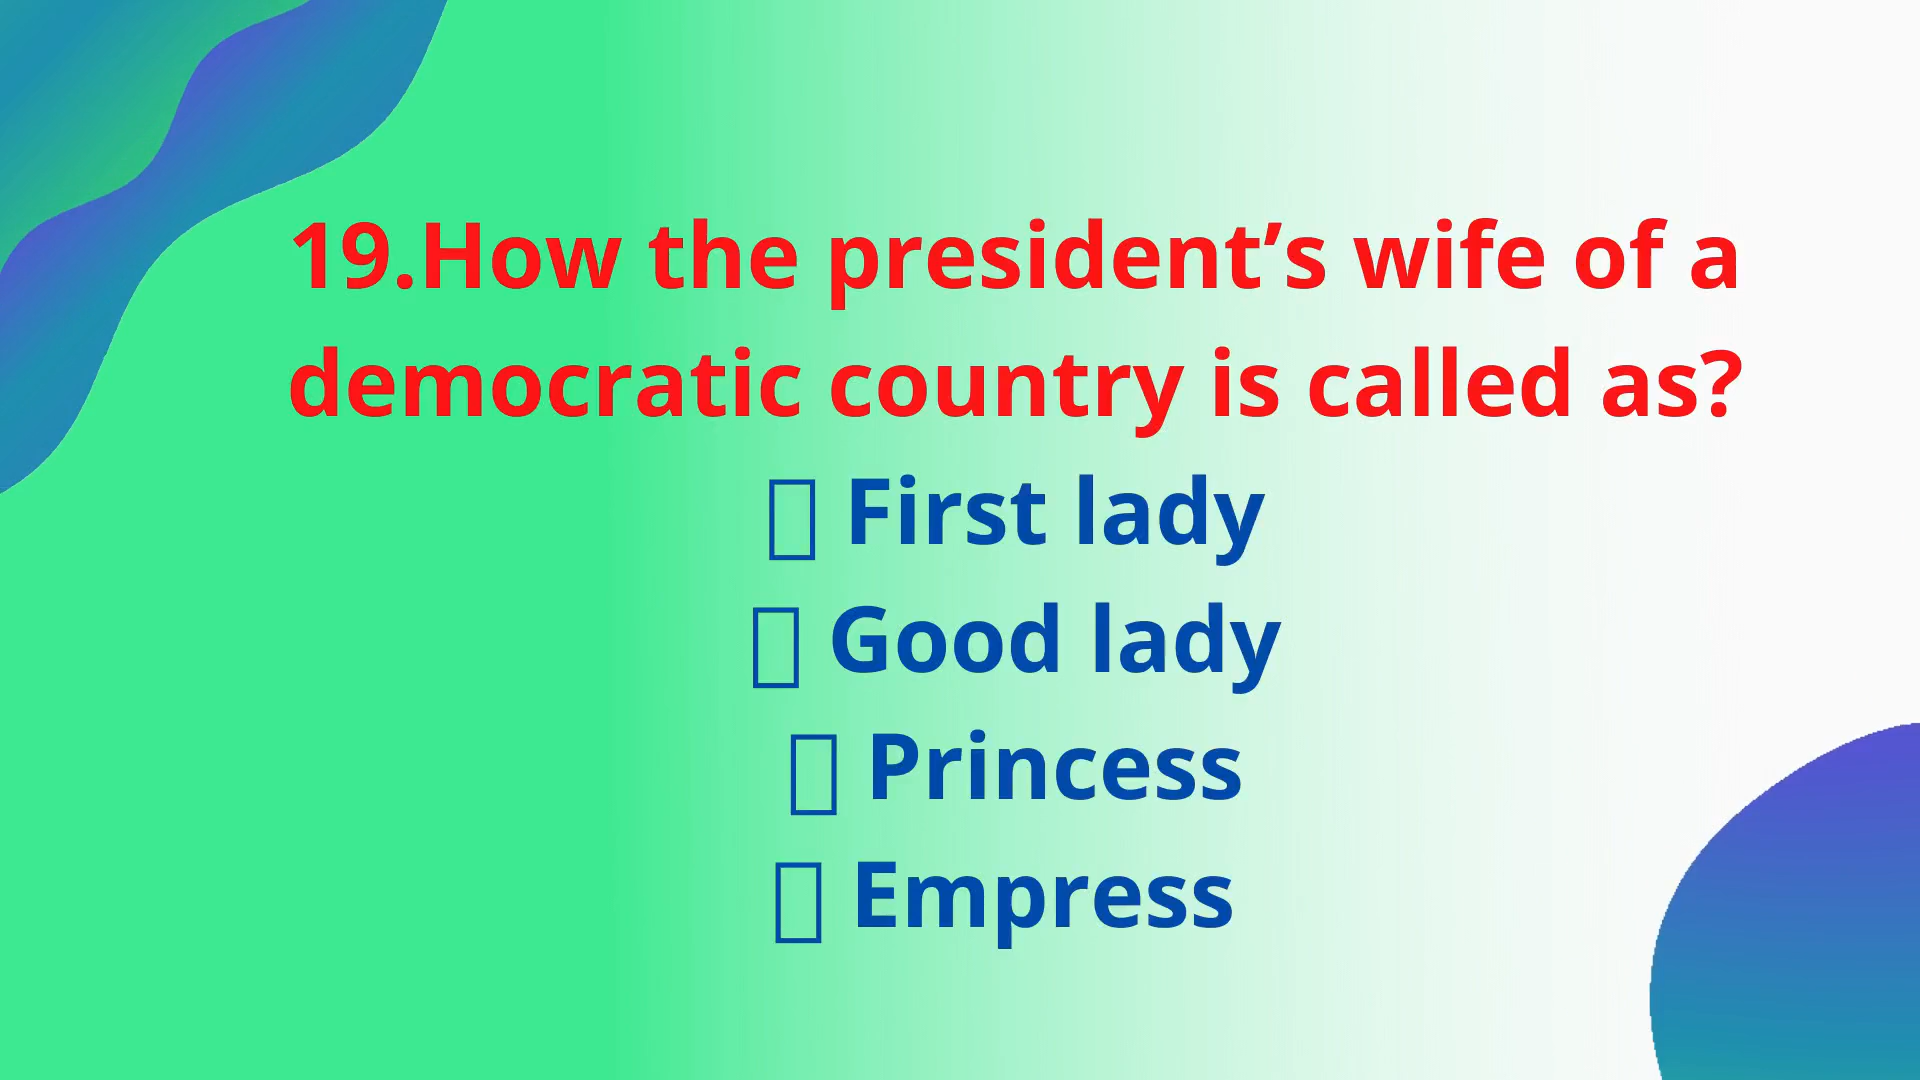 19.How the president’s wife of a
democratic country is called as?
First lady
Good lady
Princess
Empress